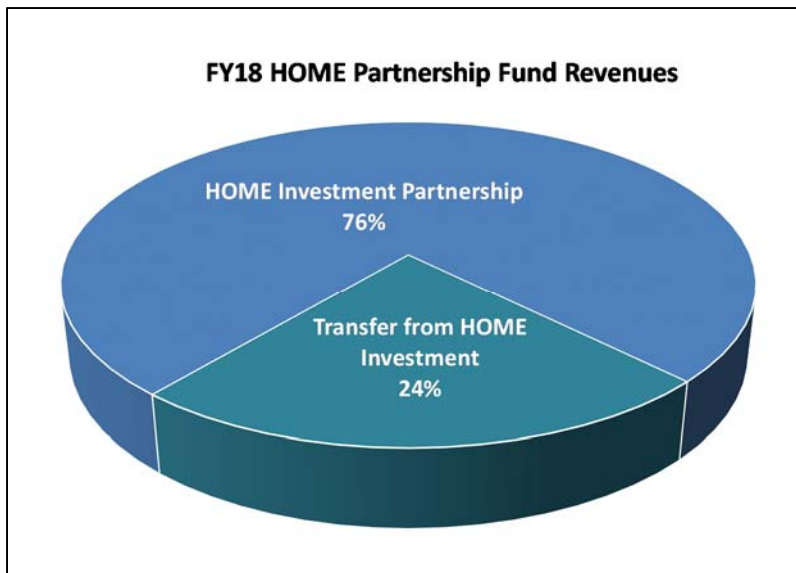 FY18 HOME Partnership Fund Revenues
HOME Investment Partnership
76%
Transfer from HOME
Investment
24%